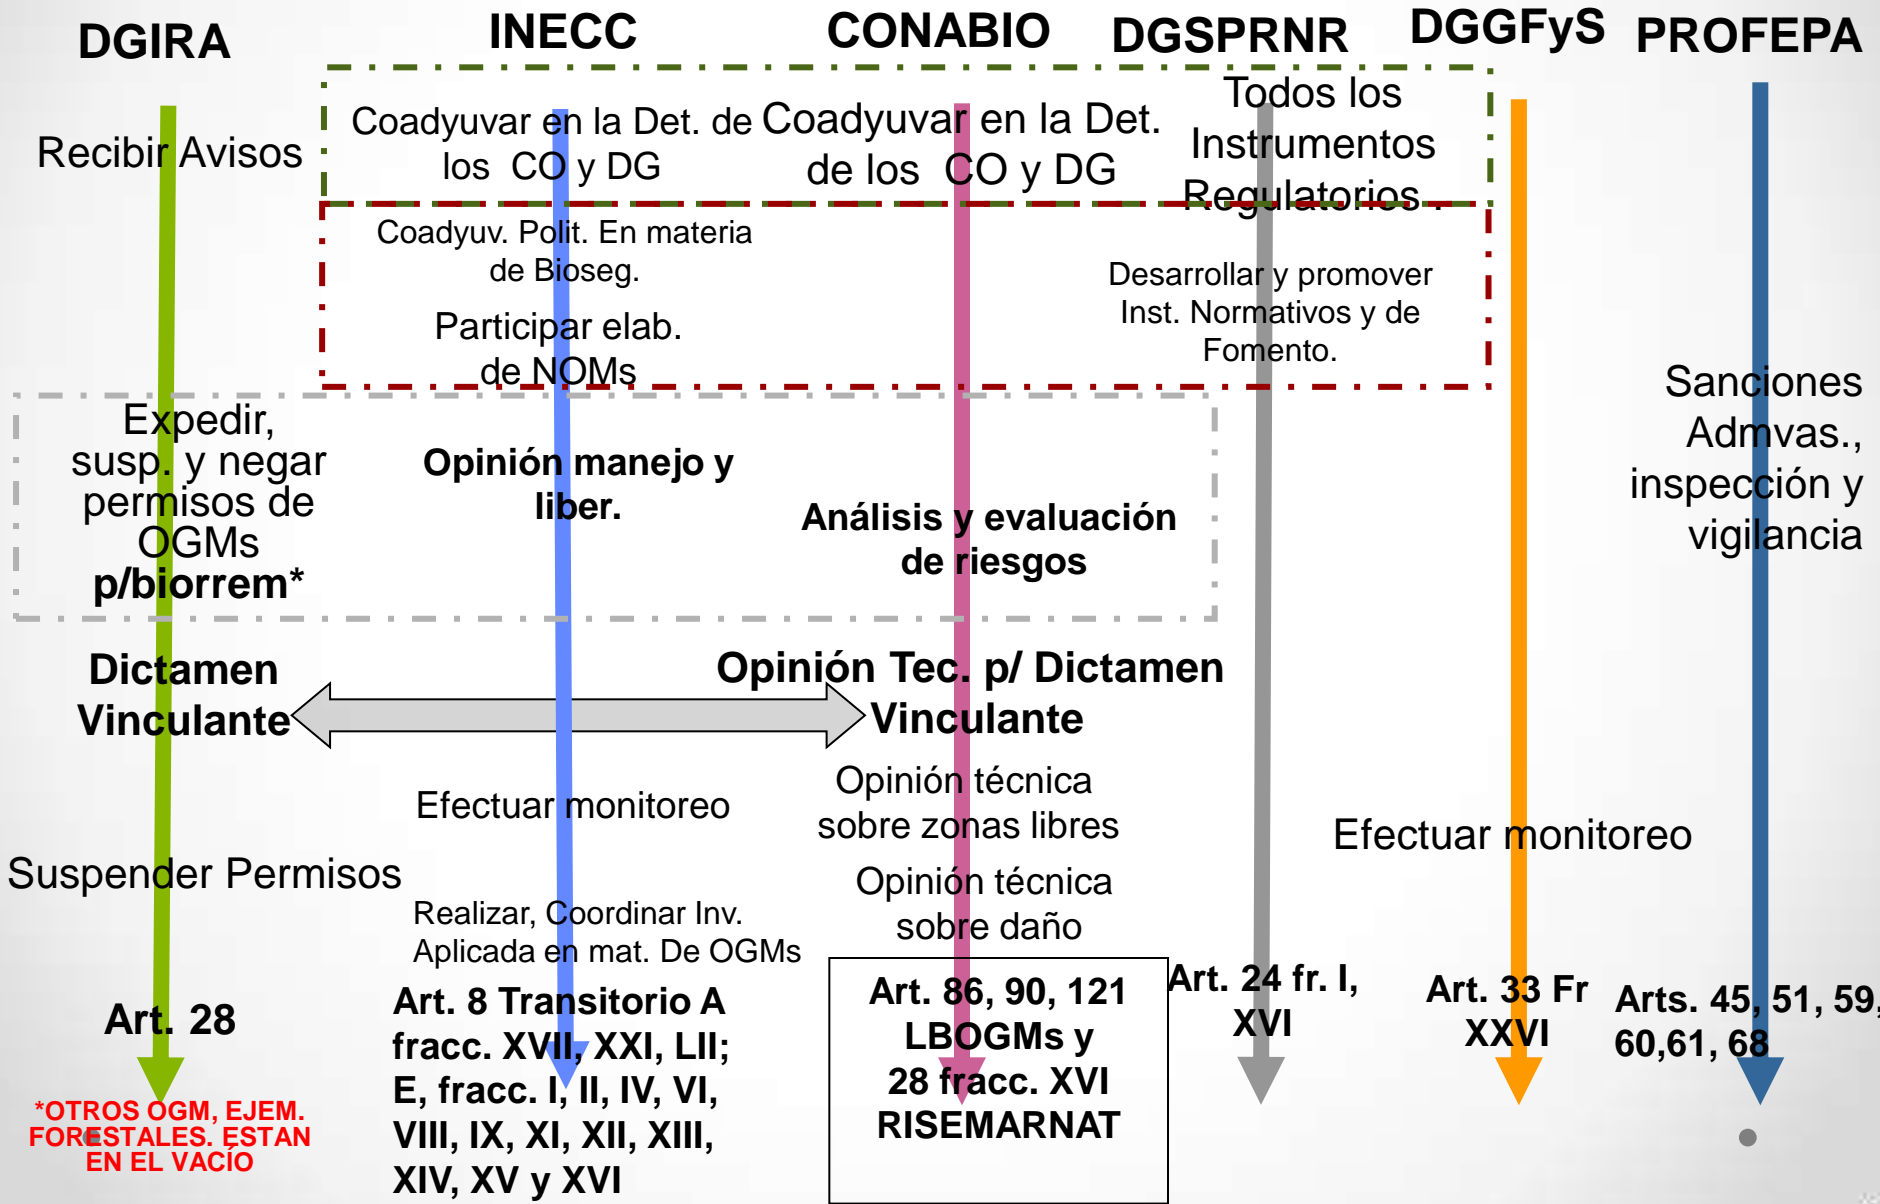 DGIRA
INECC
CONABIO
DGSPRNR
DGGFyS
PROFEPA
Recibir Avisos
Coadyuvar en la Det. de
los CO y DG
Coadyuvar en la Det.
de los CO y DG
Todos los
Instrumentos
Regulatorios .
Coadyuv. Polit. En materia
de Bioseg.
Participar elab.
de NOMs
Desarrollar y promover
Inst. Normativos y de
Fomento.
Expedir,
susp. y negar
permisos de
OGMs
p/biorrem*
Opinión manejo y
liber.
Análisis y evaluación
de riesgos
Sanciones
Admvas.,
inspección y
vigilancia
Dictamen
Vinculante
Opinión Tec. p/ Dictamen
Vinculante
Efectuar monitoreo
Opinión técnica
sobre zonas libres
Efectuar monitoreo
Suspender Permisos
Opinión técnica
sobre daño
Realizar, Coordinar Inv.
Aplicada en mat. De OGMs
Art. 28
Art. 8 Transitorio A
fracc. XVII, XXI, LII;
E, fracc. I, II, IV, VI,
VIII, IX, XI, XII, XIII,
XIV, XV y XVI
Art. 86, 90, 121
LBOGMs y
28 fracc. XVI
RISEMARNAT
Art. 24 fr. I,
XVI
Art. 33 Fr
XXVI
Arts. 45, 51, 59,
60,61, 68
*OTROS OGM, EJEM.
FORESTALES. ESTAN
EN EL VACÍO